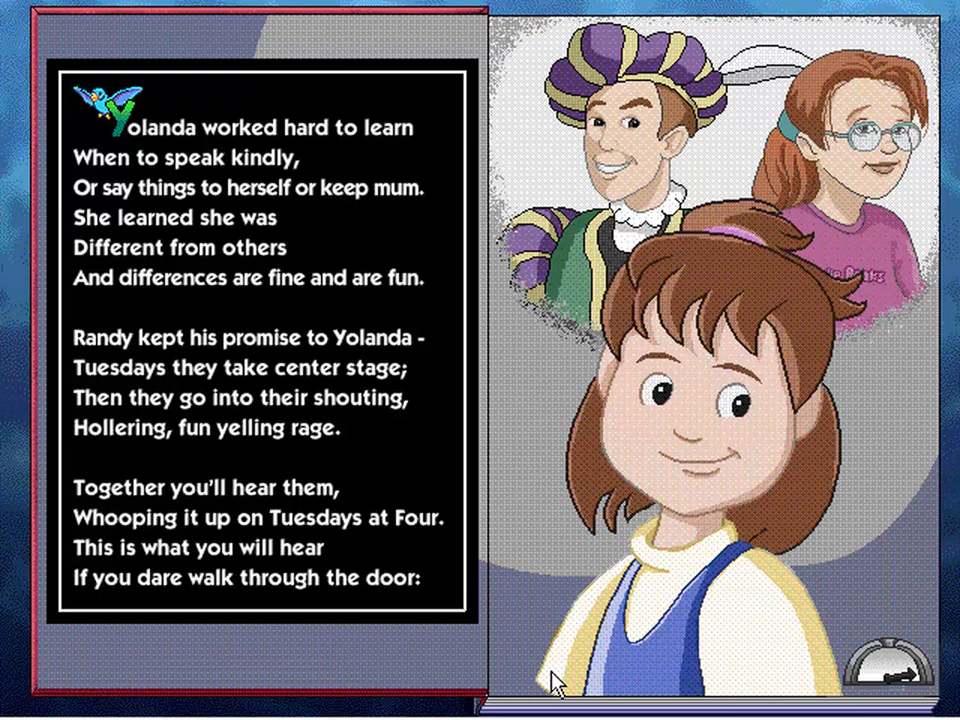 Yolanda worked hard to learn
When to speak kindly,
Or say things to herself or keep mum.
She learned she was
Different from others
And differences are fine and are fun.
Randy kept his promise to Yolanda -
Tuesdays they take center stage;
Then they go into their shouting,
Hollering, fun yelling rage.
Together you'll hear them,
Whooping it up on Tuesdays at Four.
This is what you will hear
If you dare walk through the door: